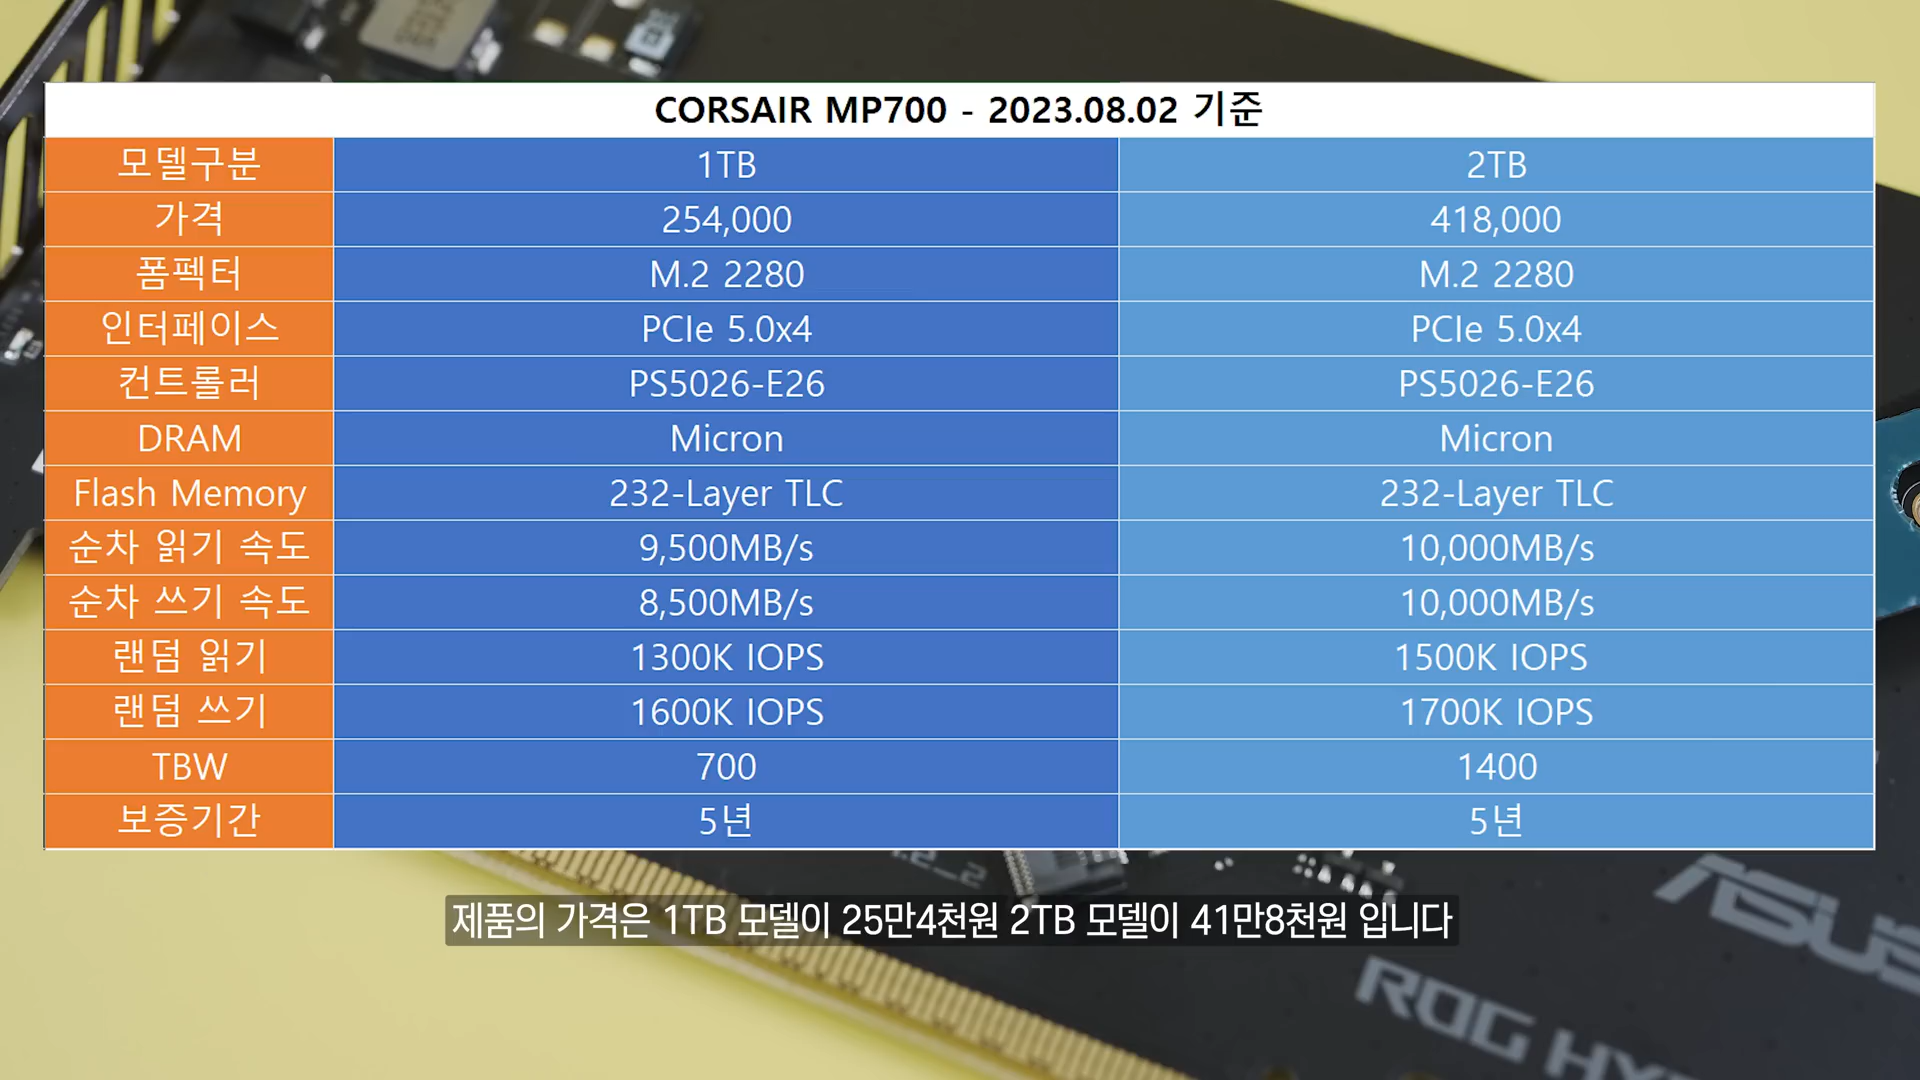 CORSAIR MP700 - 2023.08.02 기준
모델구분 1TB 2TB
가격 254,000 418,000
폼펙터 M.2 2280 M.2 2280
인터페이스 PCIe 5.0x4 PCIe 5.0x4
컨트롤러 PS5026-E26 PS5026-E26
DRAM Micron Micron
Flash Memory 232-Layer TLC 232-Layer TLC
순차 읽기 속도 9,500MB/s 10,000MB/s
순차 쓰기 속도 8,500MB/s 10,000MB/s
랜덤 읽기 1300K IOPS 1500K IOPS
랜덤 쓰기 1600K IOPS 1700K IOPS
TBW 700 1400
보증기간 5년 5년
제품의 가격은 1TB 모델이 25만4천원 2TB 모델이 41만8천원 입니다
ASUS
ROG